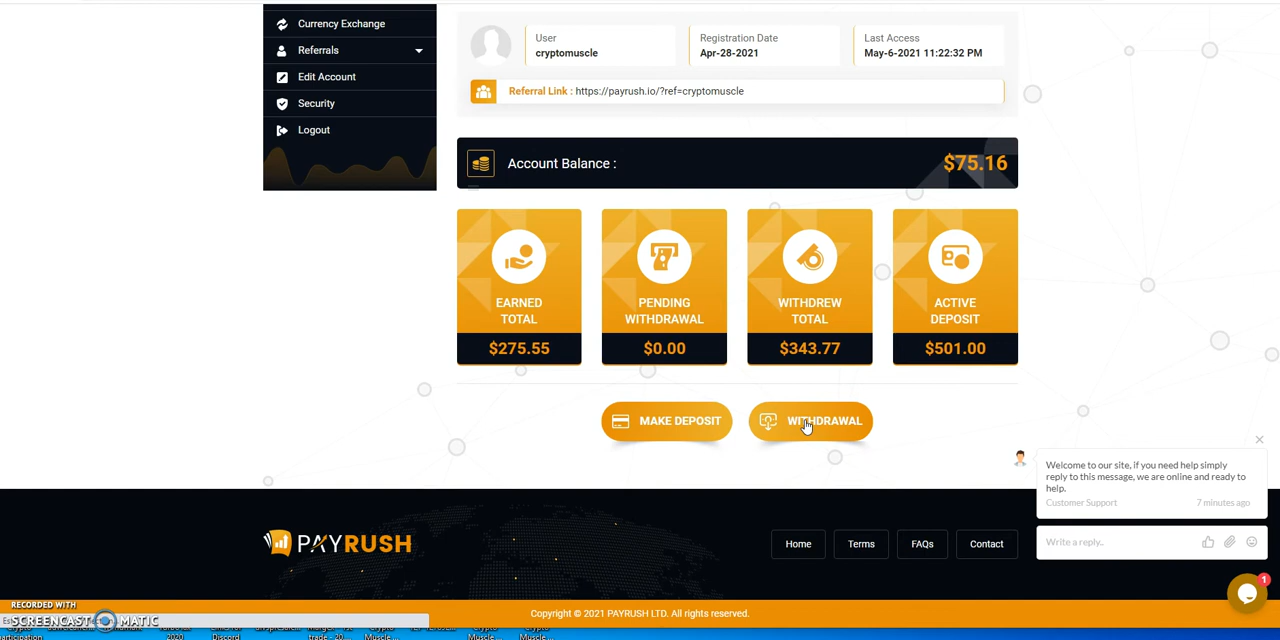 Currency Exchange
Referrals
Edit Account
Security
Logout
User
cryptomuscle
Registration Date
Apr-28-2021
Last Access
May-6-2021 11:22:32 PM
Referral Link : https://payrush.io/?ref=cryptomuscle
Account Balance :
$75.16
EARNED
TOTAL
$275.55
PENDING
WITHDRAWAL
$0.00
WITHDREW
TOTAL
$343.77
ACTIVE
DEPOSIT
$501.00
MAKE DEPOSIT
WITHDRAWAL
Welcome to our site, if you need help simply
reply to this message, we are online and ready to
help.
Customer Support
7 minutes ago
Write a reply..
1
PAYRUSH
Home
Terms
FAQs
Contact
RECORDED WITH
SCREENCAST MATIC
Copyright © 2021 PAYRUSH LTD. All rights reserved.